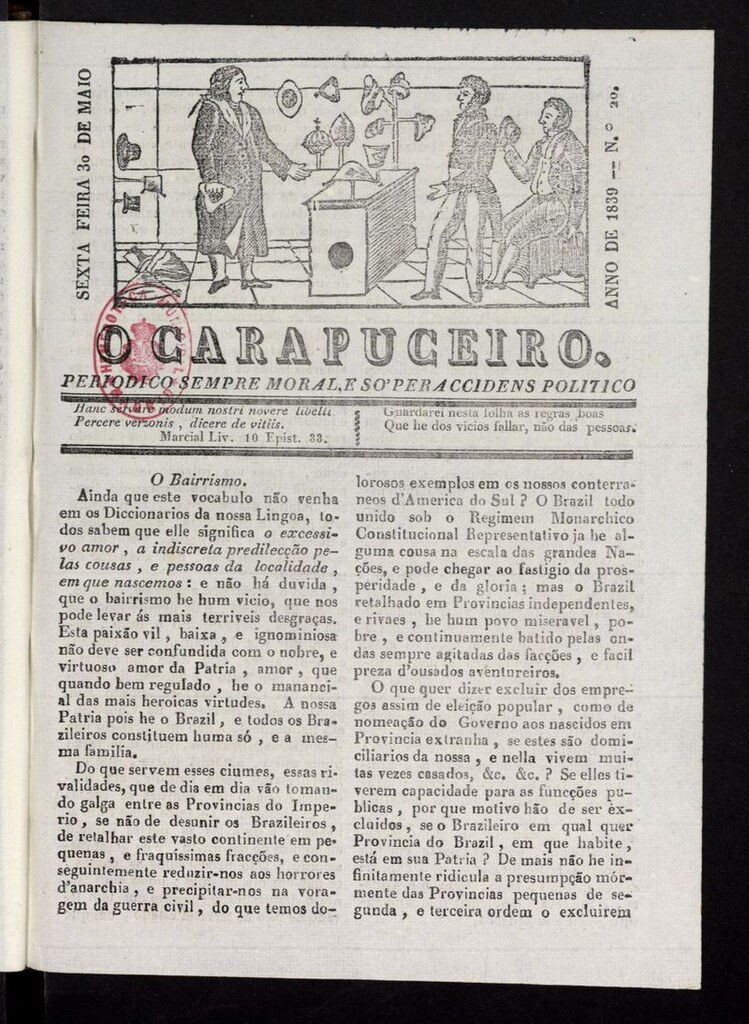 SEXTA FEIRA 30 DE MAIO
ANNO DE 1839 — N.º 20.
O CARAPUCEIRO.
PERIODICO SEMPRE MORAL, E SO' PER ACCIDENS POLITICO
Hanc servare modum nostri novere libelli
Percere verzonis, dicere de vitiis.
Marcial Liv. 10 Epist. 33.
Guardarei nesta folha as regras boas
Que he dos vicios fallar, não das pessoas.
O Bairrismo.
Ainda que este vocabulo não venha
em os Diccionarios da nossa Lingoa, to-
dos sabem que elle significa o excessi-
vo amor, a indiscreta predilecção pe-
las cousas, e pessoas da localidade,
em que nascemos: e não há duvida,
que o bairrismo he hum vicio, que nos
pode levar ás mais terriveis desgraças.
Esta paixão vil, baixa, e ignominiosa
não deve ser confundida com o nobre, e
virtuoso amor da Patria, amor, que
quando bem regulado, he o mananci-
al das mais heroicas virtudes. A nossa
Patria pois he o Brazil, e todos os Bra-
zileiros constituem huma só, e a mes-
ma familia.
Do que servem esses ciumes, essas ri-
validades, que de dia em dia vão toman-
do galga entre as Provincias do Impe-
rio, se não de desunir os Brazileiros,
de retalhar este vasto continente em pe-
quenas, e fraquissimas fracções, e con-
seguintemente reduzir-nos aos horrores
d'anarchia, e precipitar-nos na vora-
gem da guerra civil, do que temos do-
lorosos exemplos em os nossos conterra-
neos d'America do Sul? O Brazil todo
unido sob o Regimem Monarchico
Constitucional Representativo ja he al-
guma cousa na escala das grandes Na-
ções, e pode chegar ao fastigio da pros-
peridade, e da gloria; mas o Brazil
retalhado em Provincias independentes,
e rivaes, he hum povo miseravel, po-
bre, e continuamente batido pelas on-
das sempre agitadas das facções, e facil
preza d'ousados aventureiros.
O que quer dizer excluir dos empre-
gos assim de eleição popular, como de
nomeação do Governo aos nascidos em
Provincia extranha, se estes são domi-
ciliarios da nossa, e nella vivem mui-
tas vezes casados, &c. &c.? Se elles ti-
verem capacidade para as funcções pu-
blicas, por que motivo hão de ser ex-
cluidos, se o Brazileiro em qual quer
Provincia do Brazil, em que habite,
está em sua Patria? De mais não he in-
finitamente ridicula a presumpção mór-
mente das Provincias pequenas de se-
gunda, e terceira ordem o excluirem